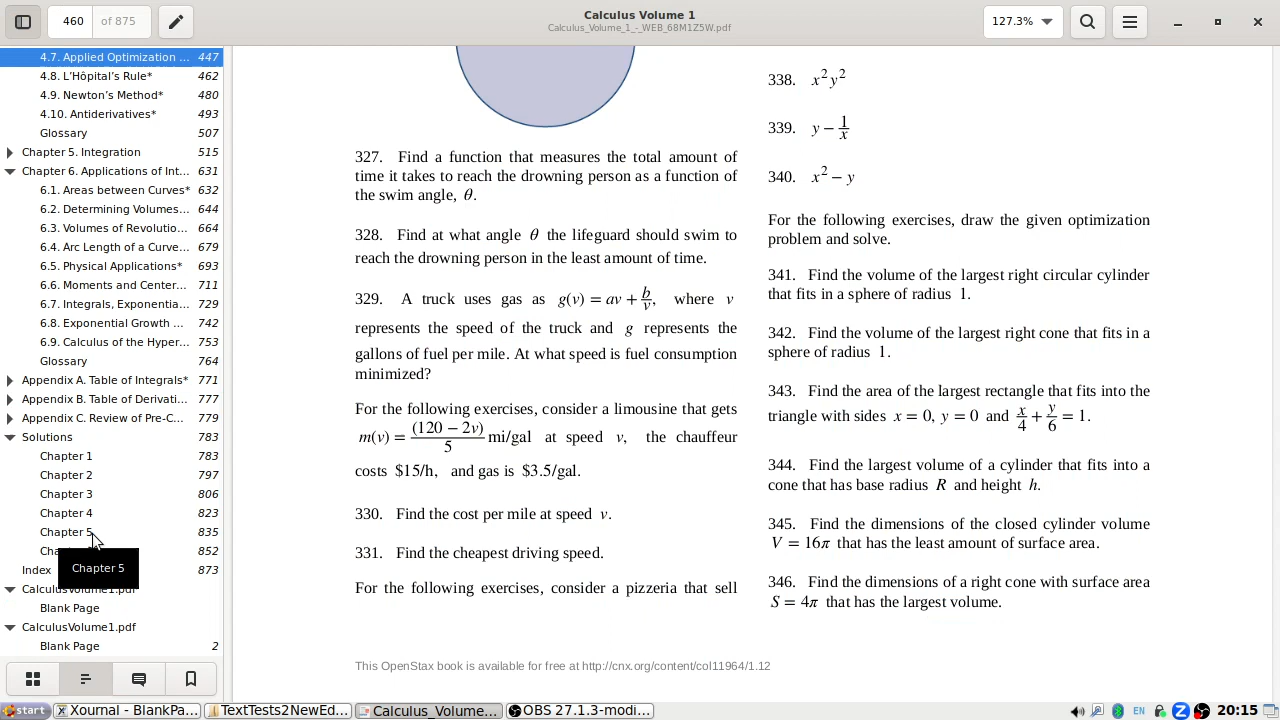 460 of 875
Calculus Volume 1
Calculus_Volume_1_-_WEB_68M1Z5W.pdf
127.3%
4.7. Applied Optimization ... 447
4.8. L'Hôpital's Rule* 462
4.9. Newton's Method* 480
4.10. Antiderivatives* 493
Glossary 507
Chapter 5. Integration 515
Chapter 6. Applications of Int... 631
6.1. Areas between Curves* 632
6.2. Determining Volumes... 644
6.3. Volumes of Revolutio... 664
6.4. Arc Length of a Curve... 679
6.5. Physical Applications* 693
6.6. Moments and Center... 711
6.7. Integrals, Exponentia... 729
6.8. Exponential Growth ... 742
6.9. Calculus of the Hyper... 753
Glossary 764
Appendix A. Table of Integrals* 771
Appendix B. Table of Derivati... 777
Appendix C. Review of Pre-C... 779
Solutions 783
Chapter 1 783
Chapter 2 797
Chapter 3 806
Chapter 4 823
Chapter 5 835
852
Chapter 5
Index 873
CalculusVolume1.pdf
Blank Page
CalculusVolume1.pdf
Blank Page 2
327. Find a function that measures the total amount of
time it takes to reach the drowning person as a function of
the swim angle, θ.
328. Find at what angle θ the lifeguard should swim to
reach the drowning person in the least amount of time.
329. A truck uses gas as g(v) = av + b/v, where v
represents the speed of the truck and g represents the
gallons of fuel per mile. At what speed is fuel consumption
minimized?
For the following exercises, consider a limousine that gets
m(v) = (120 − 2v)/5 mi/gal at speed v, the chauffeur
costs $15/h, and gas is $3.5/gal.
330. Find the cost per mile at speed v.
331. Find the cheapest driving speed.
For the following exercises, consider a pizzeria that sell
338. x²y²
339. y − 1/x
340. x² − y
For the following exercises, draw the given optimization
problem and solve.
341. Find the volume of the largest right circular cylinder
that fits in a sphere of radius 1.
342. Find the volume of the largest right cone that fits in a
sphere of radius 1.
343. Find the area of the largest rectangle that fits into the
triangle with sides x = 0, y = 0 and x/4 + y/6 = 1.
344. Find the largest volume of a cylinder that fits into a
cone that has base radius R and height h.
345. Find the dimensions of the closed cylinder volume
V = 16π that has the least amount of surface area.
346. Find the dimensions of a right cone with surface area
S = 4π that has the largest volume.
This OpenStax book is available for free at http://cnx.org/content/col11964/1.12
start
Xournal - BlankPa...
TextTests2NewEd...
Calculus_Volume...
OBS 27.1.3-modi...
EN
Z
20:15